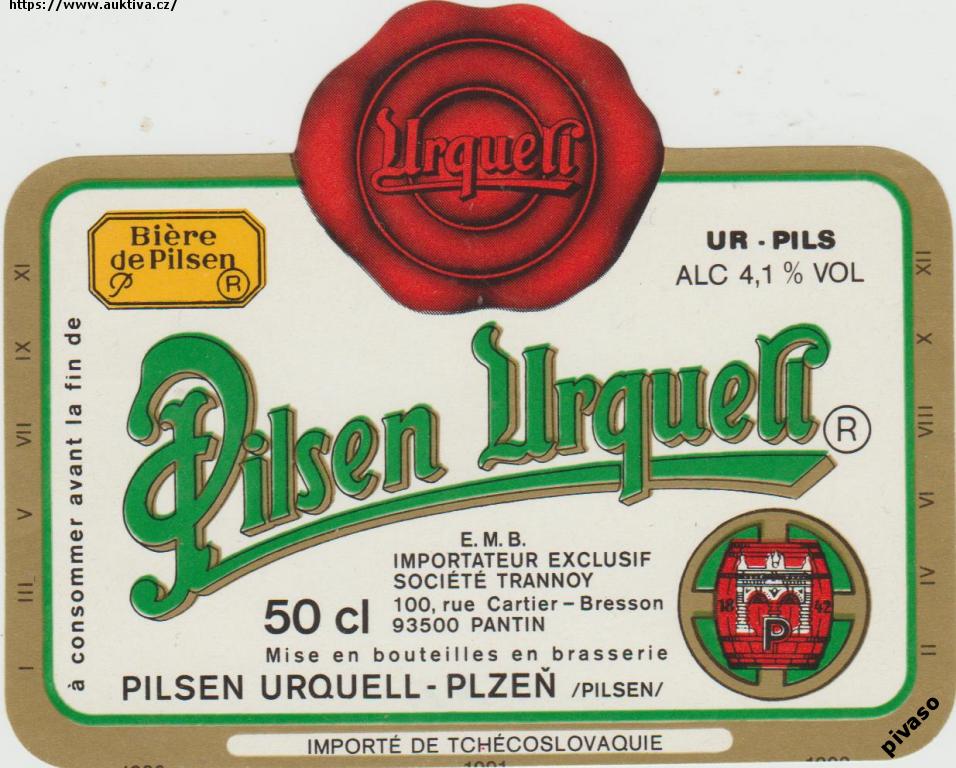 https://www.auktiva.cz/
Urquell
Bière
de Pilsen
P ®
UR - PILS
ALC 4,1 % VOL
XI
IX
VII
V
III
I
à consommer avant la fin de
Pilsen Urquell ®
XII
X
VIII
VI
IV
II
E. M. B.
IMPORTATEUR EXCLUSIF
SOCIÉTÉ TRANNOY
50 cl
100, rue Cartier – Bresson
93500 PANTIN
18 42
P
Mise en bouteilles en brasserie
PILSEN URQUELL - PLZEŇ /PILSEN/
IMPORTÉ DE TCHÉCOSLOVAQUIE
pivaso